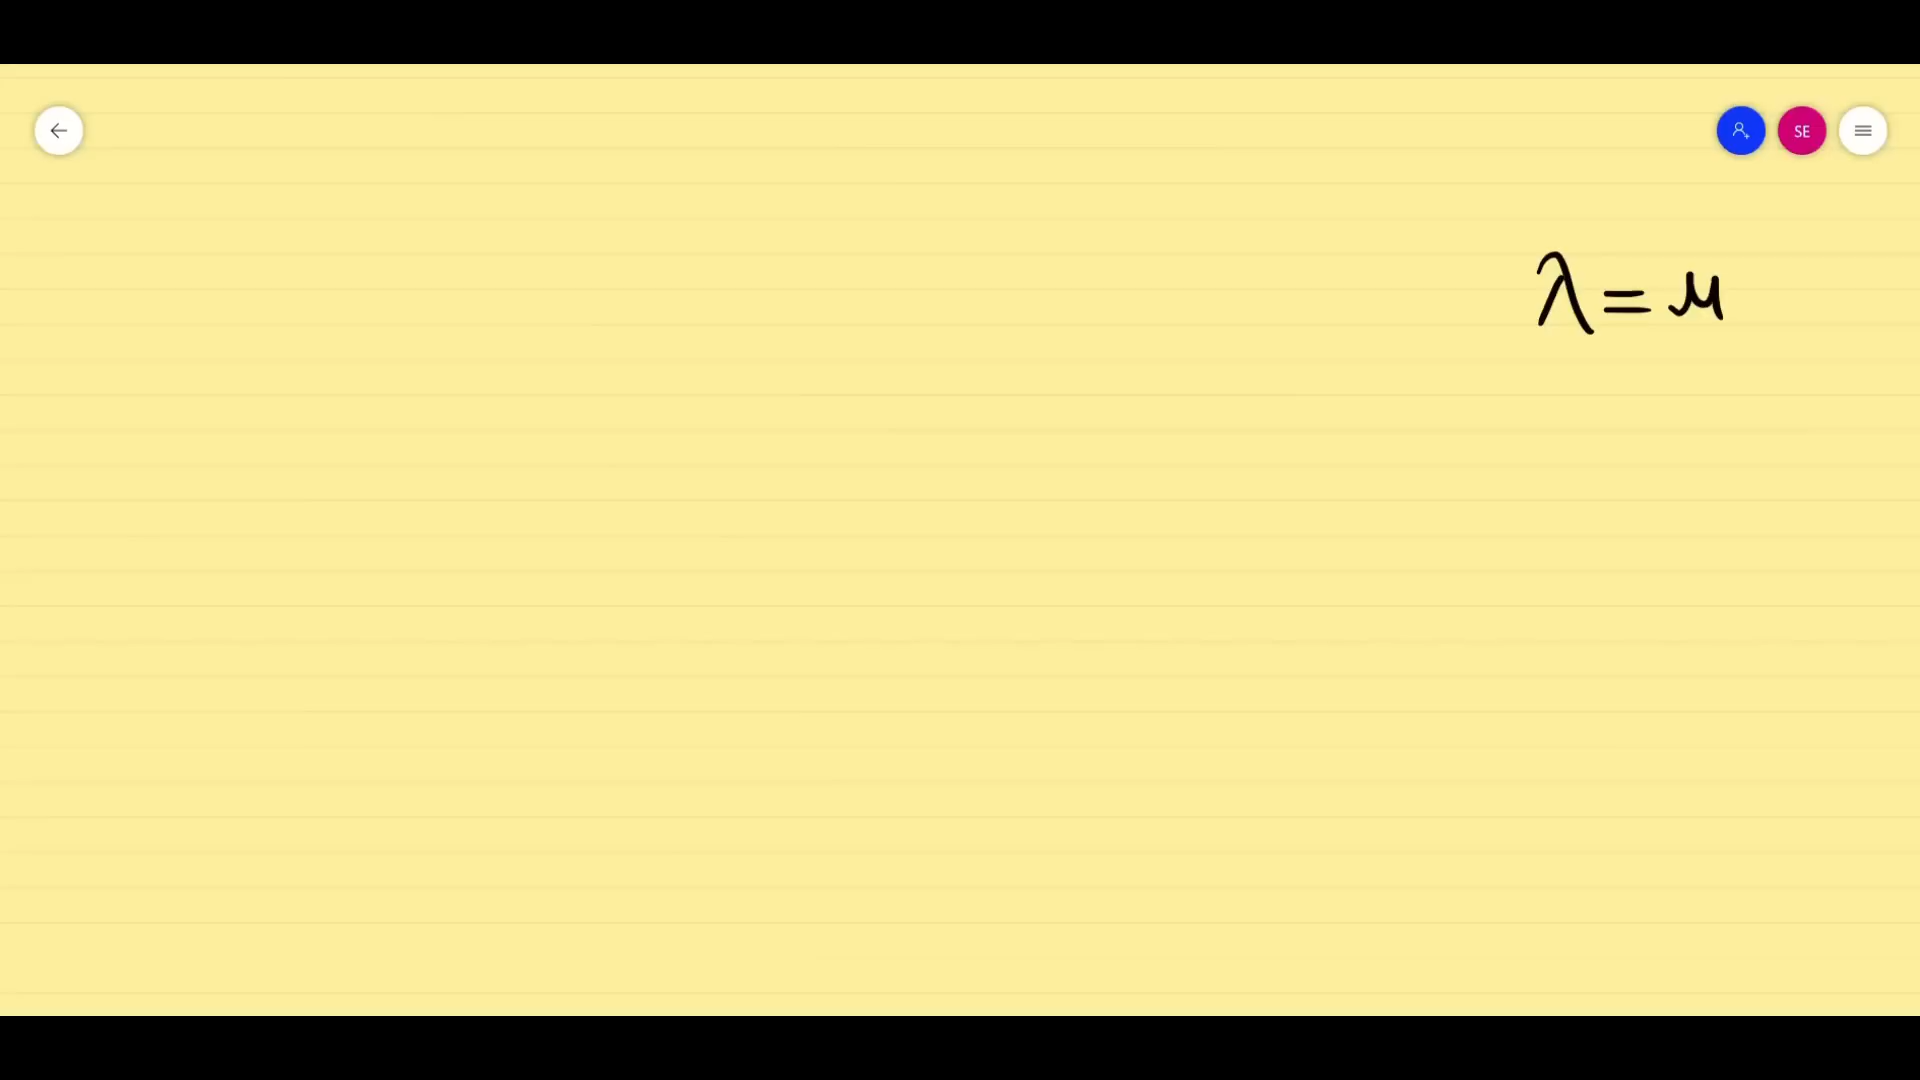 SE
λ = μ